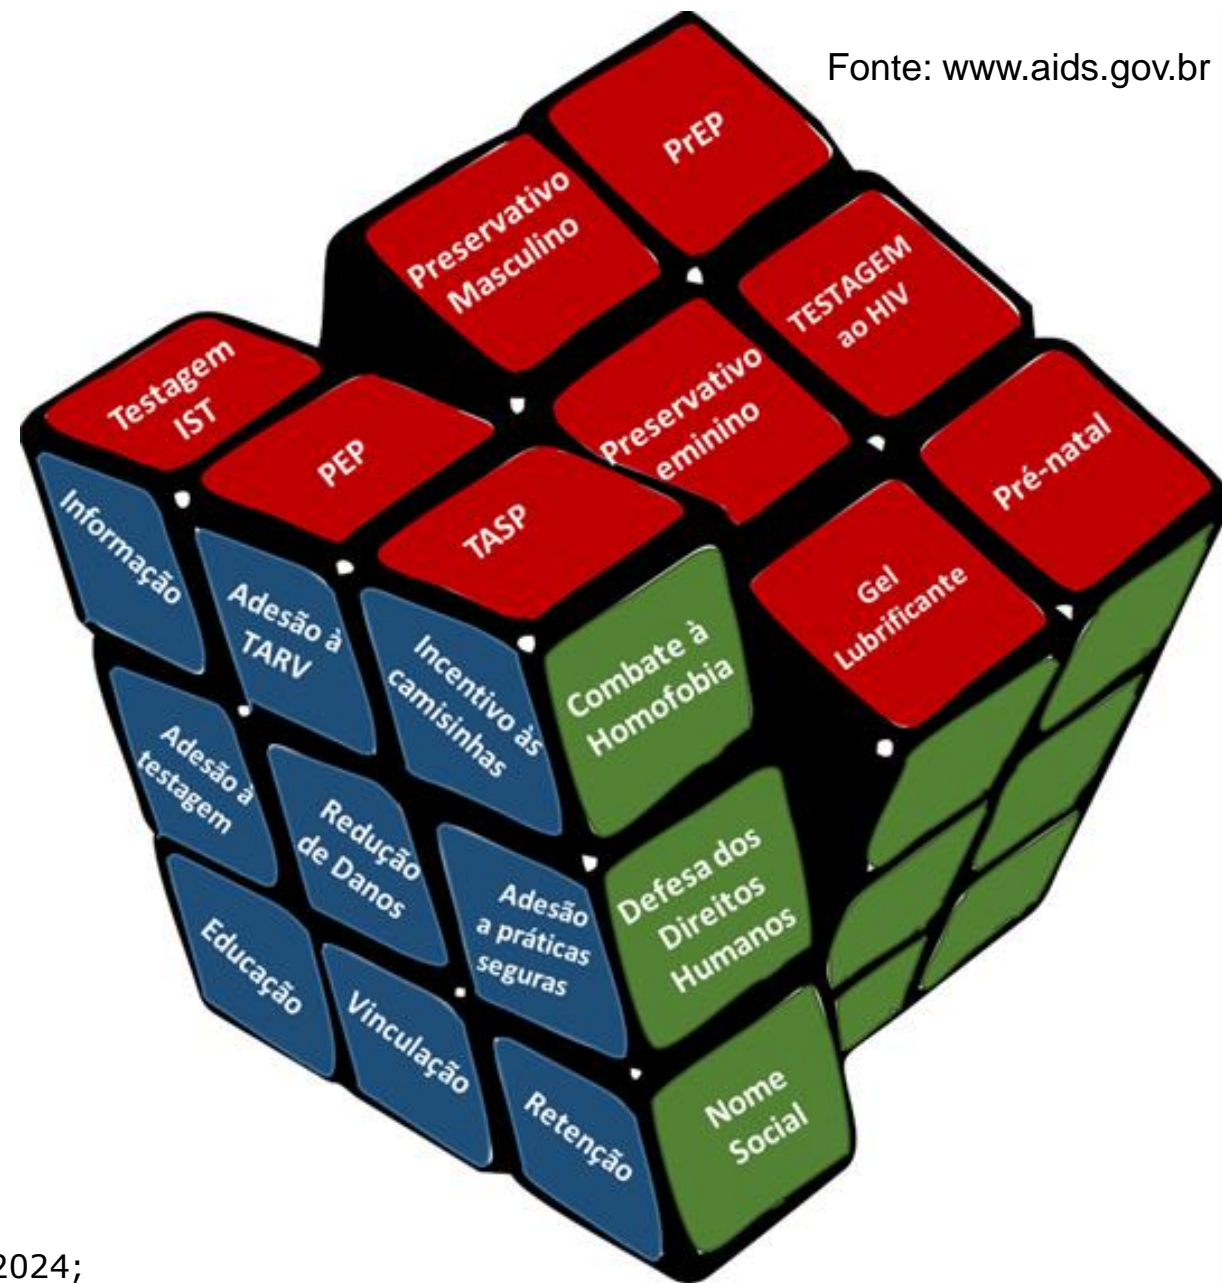 Fonte: www.aids.gov.br
PrEP
Preservativo
Masculino
TESTAGEM
ao HIV
Testagem
IST
PEP
Preservativo
eminino
Pré-natal
TASP
Gel
Lubrificante
Informação
Adesão à
TARV
Incentivo às
camisinhas
Combate à
Homofobia
Adesão à
testagem
Redução
de Danos
Adesão
a práticas
seguras
Defesa dos
Direitos
Humanos
Educação
Vinculação
Retenção
Nome
Social
2024;